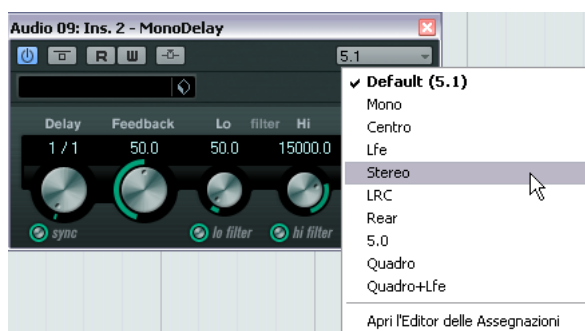 Audio 09: Ins. 2 - MonoDelay
R W
5.1
Default (5.1)
Mono
Centro
Lfe
Stereo
LRC
Rear
5.0
Quadro
Quadro+Lfe
Apri l'Editor delle Assegnazioni
Delay Feedback Lo filter Hi
1 / 1 50.0 50.0 15000.0
sync lo filter hi filter